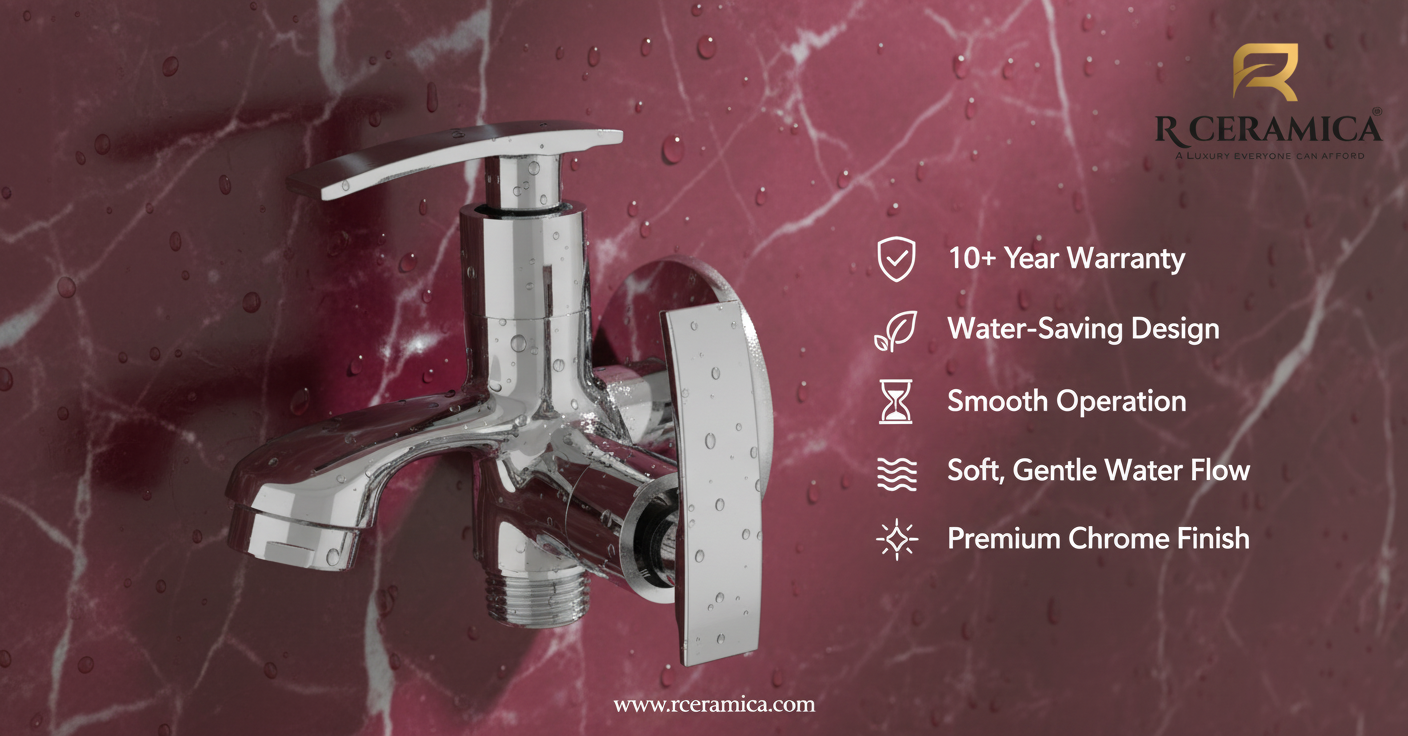 R CERAMICA®
A LUXURY EVERYONE CAN AFFORD
10+ Year Warranty
Water-Saving Design
Smooth Operation
Soft, Gentle Water Flow
Premium Chrome Finish
www.rceramica.com